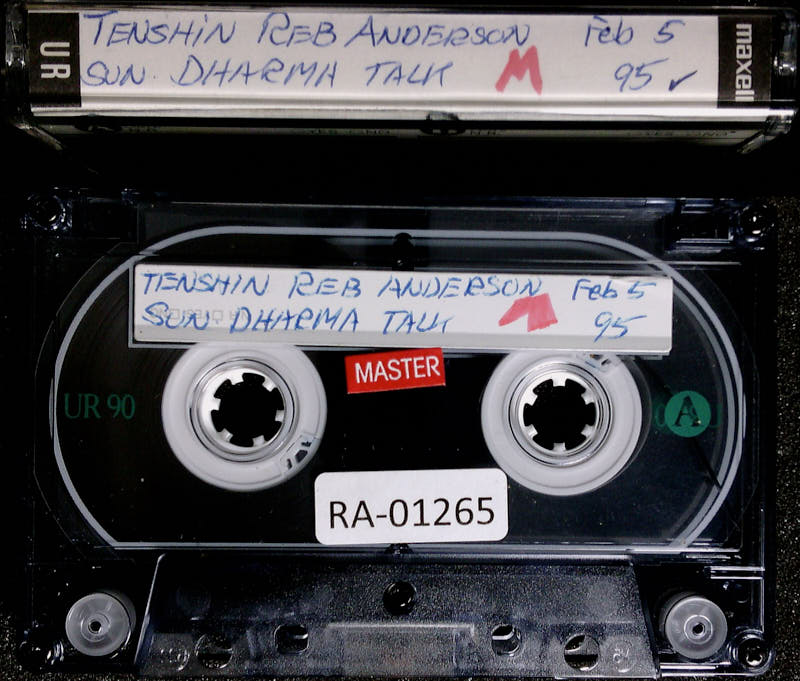 TENSHIN REB ANDERSON Feb 5
SUN. DHARMA TALK M 95 ✓
UR
maxell
TENSHIN REB ANDERSON Feb 5
SUN. DHARMA TALK 95
MASTER
UR 90
A
RA-01265